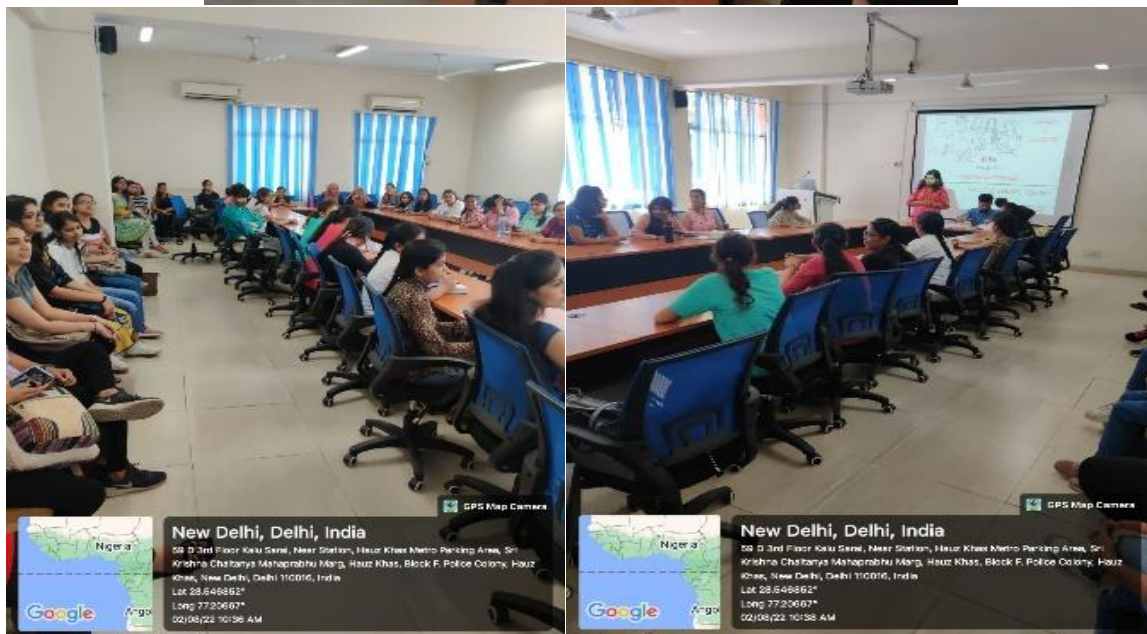 GPS Map Camera
New Delhi, Delhi, India
59 D 3rd Floor Kalu Sarai, Near Station, Hauz Khas Metro Parking Area, Sri
Krishna Chaitanya Mahaprabhu Marg, Hauz Khas, Block F, Police Colony, Hauz
Khas, New Delhi, Delhi 110016, India
Lat 28.546852°
Long 77.20667°
02/08/22 10:36 AM
Nigeria
Ango
Google
GPS Map Camera
New Delhi, Delhi, India
59 D 3rd Floor Kalu Sarai, Near Station, Hauz Khas Metro Parking Area, Sri
Krishna Chaitanya Mahaprabhu Marg, Hauz Khas, Block F, Police Colony, Hauz
Khas, New Delhi, Delhi 110016, India
Lat 28.546852°
Long 77.20667°
02/08/22 10:38 AM
Nigeria
Ango
Google